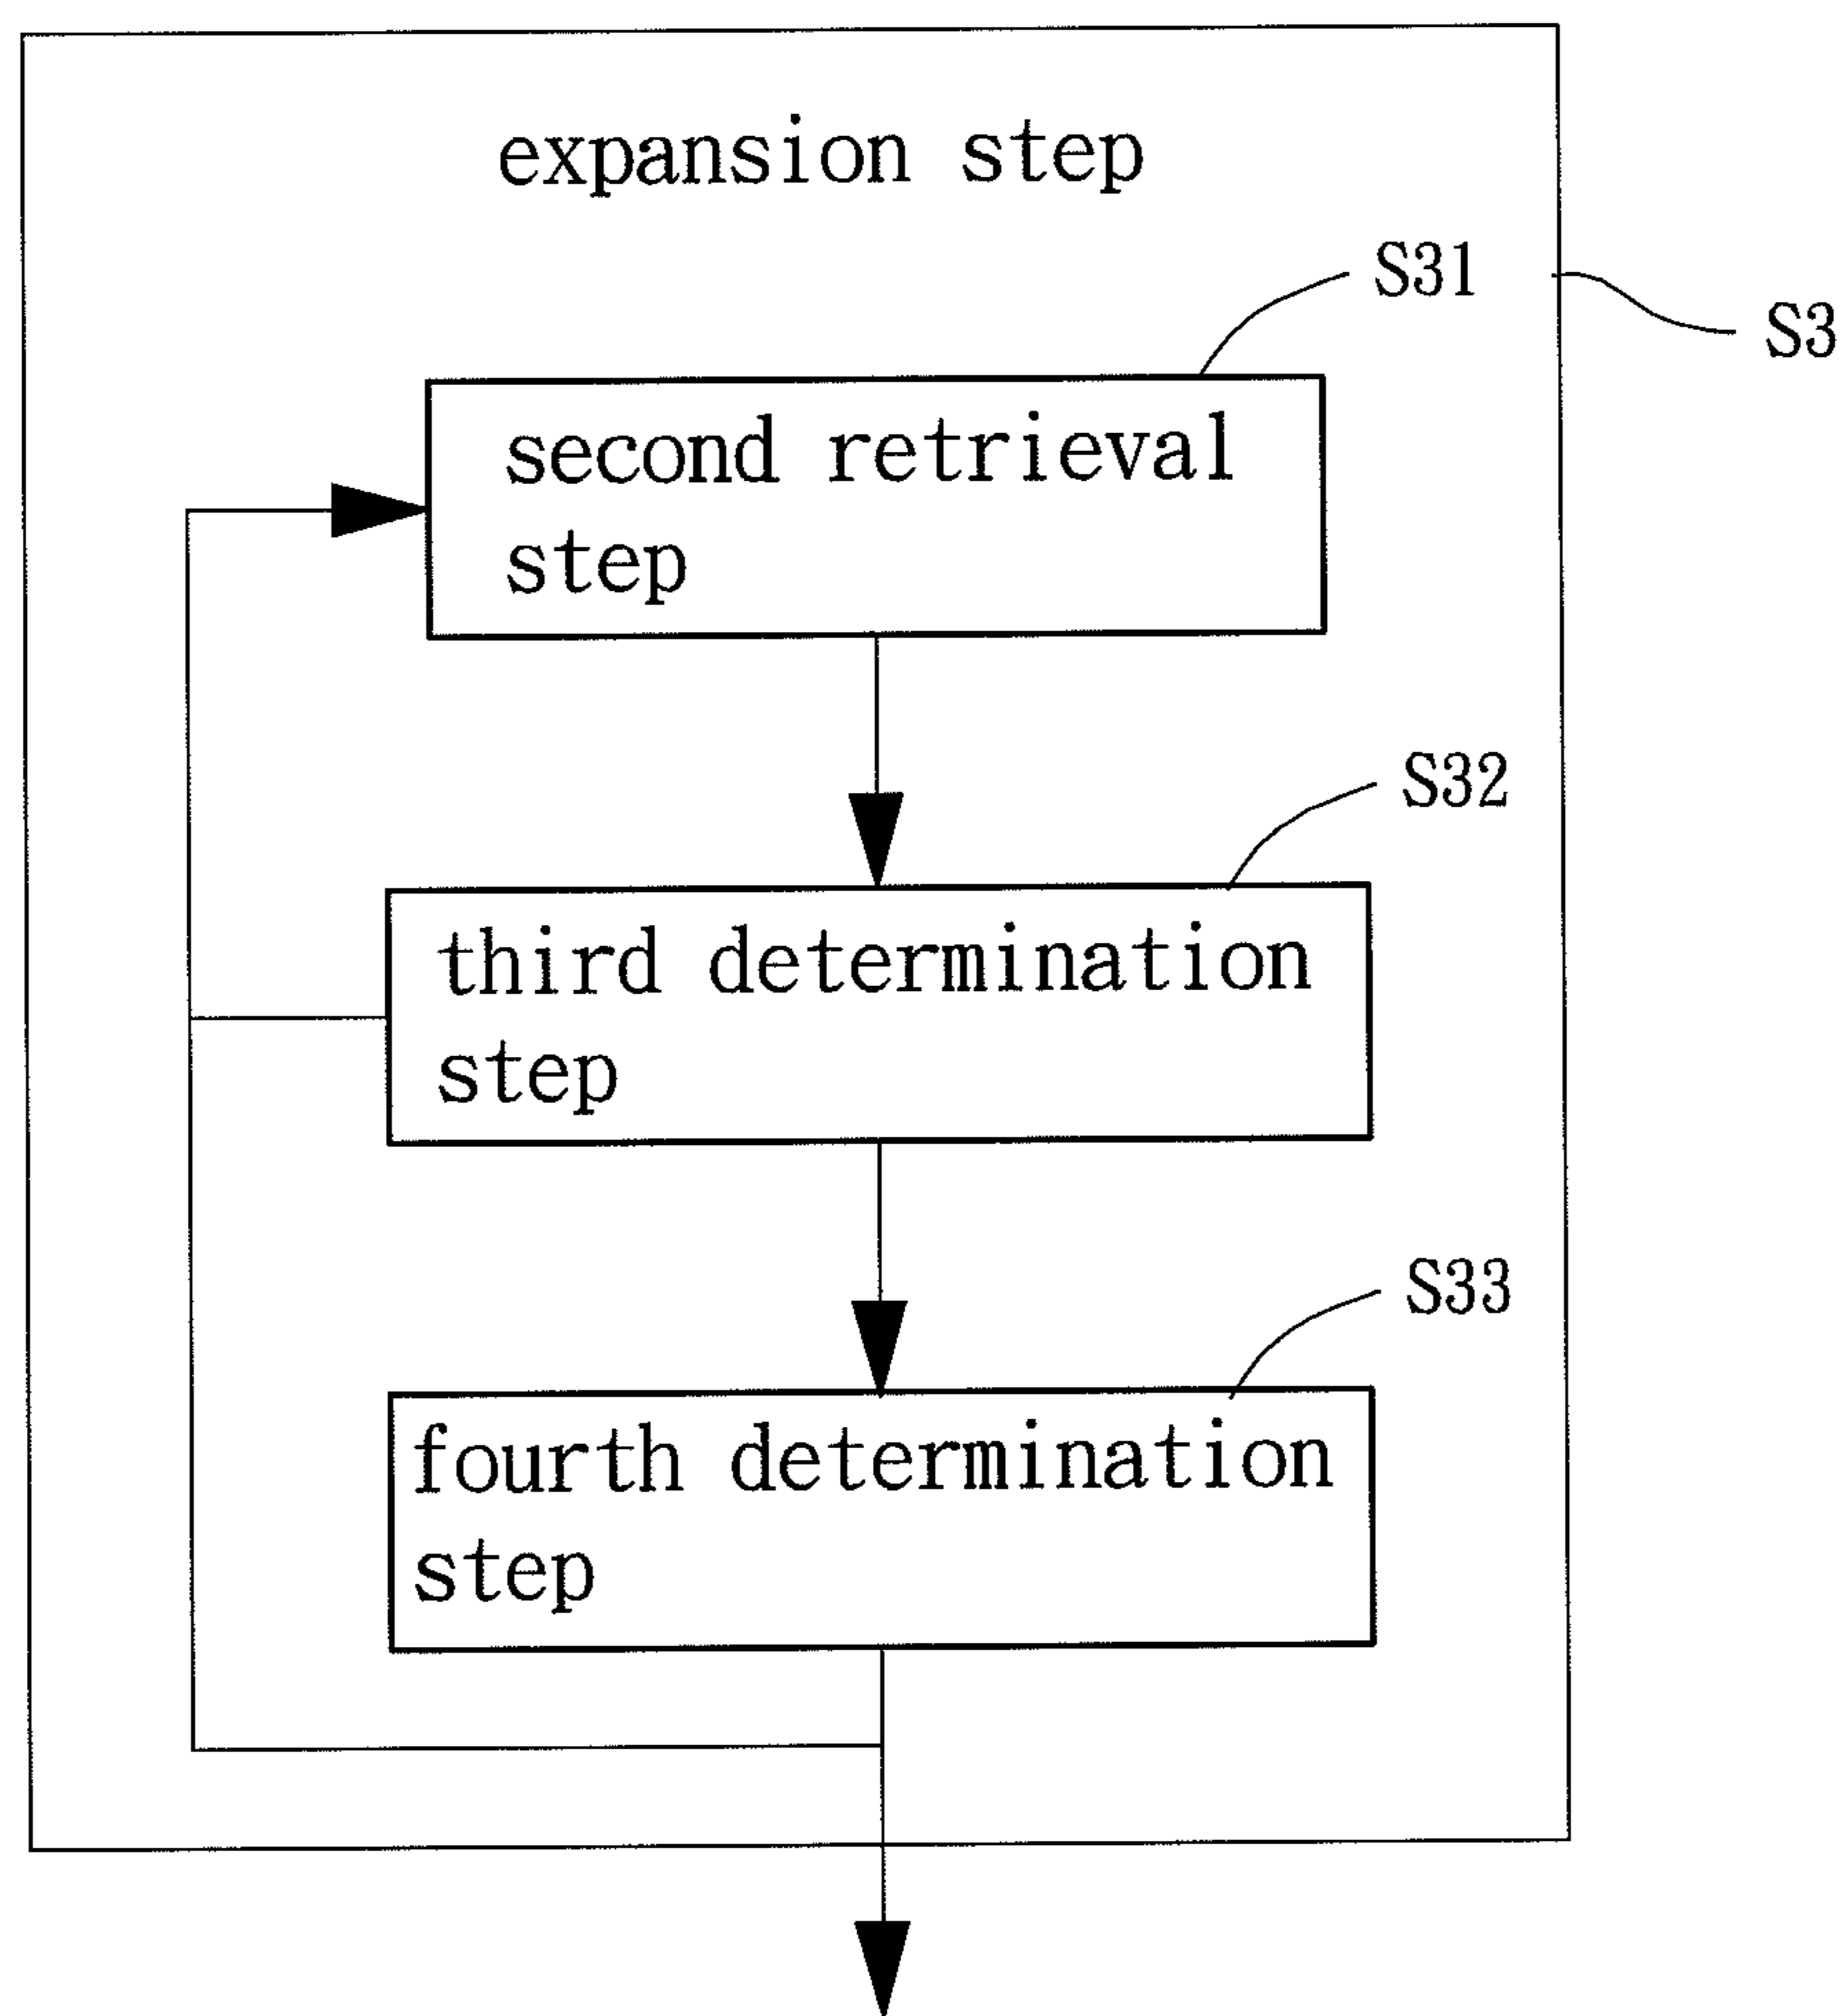 expansion step
S31
S3
second retrieval
step
S32
third determination
step
S33
fourth determination
step